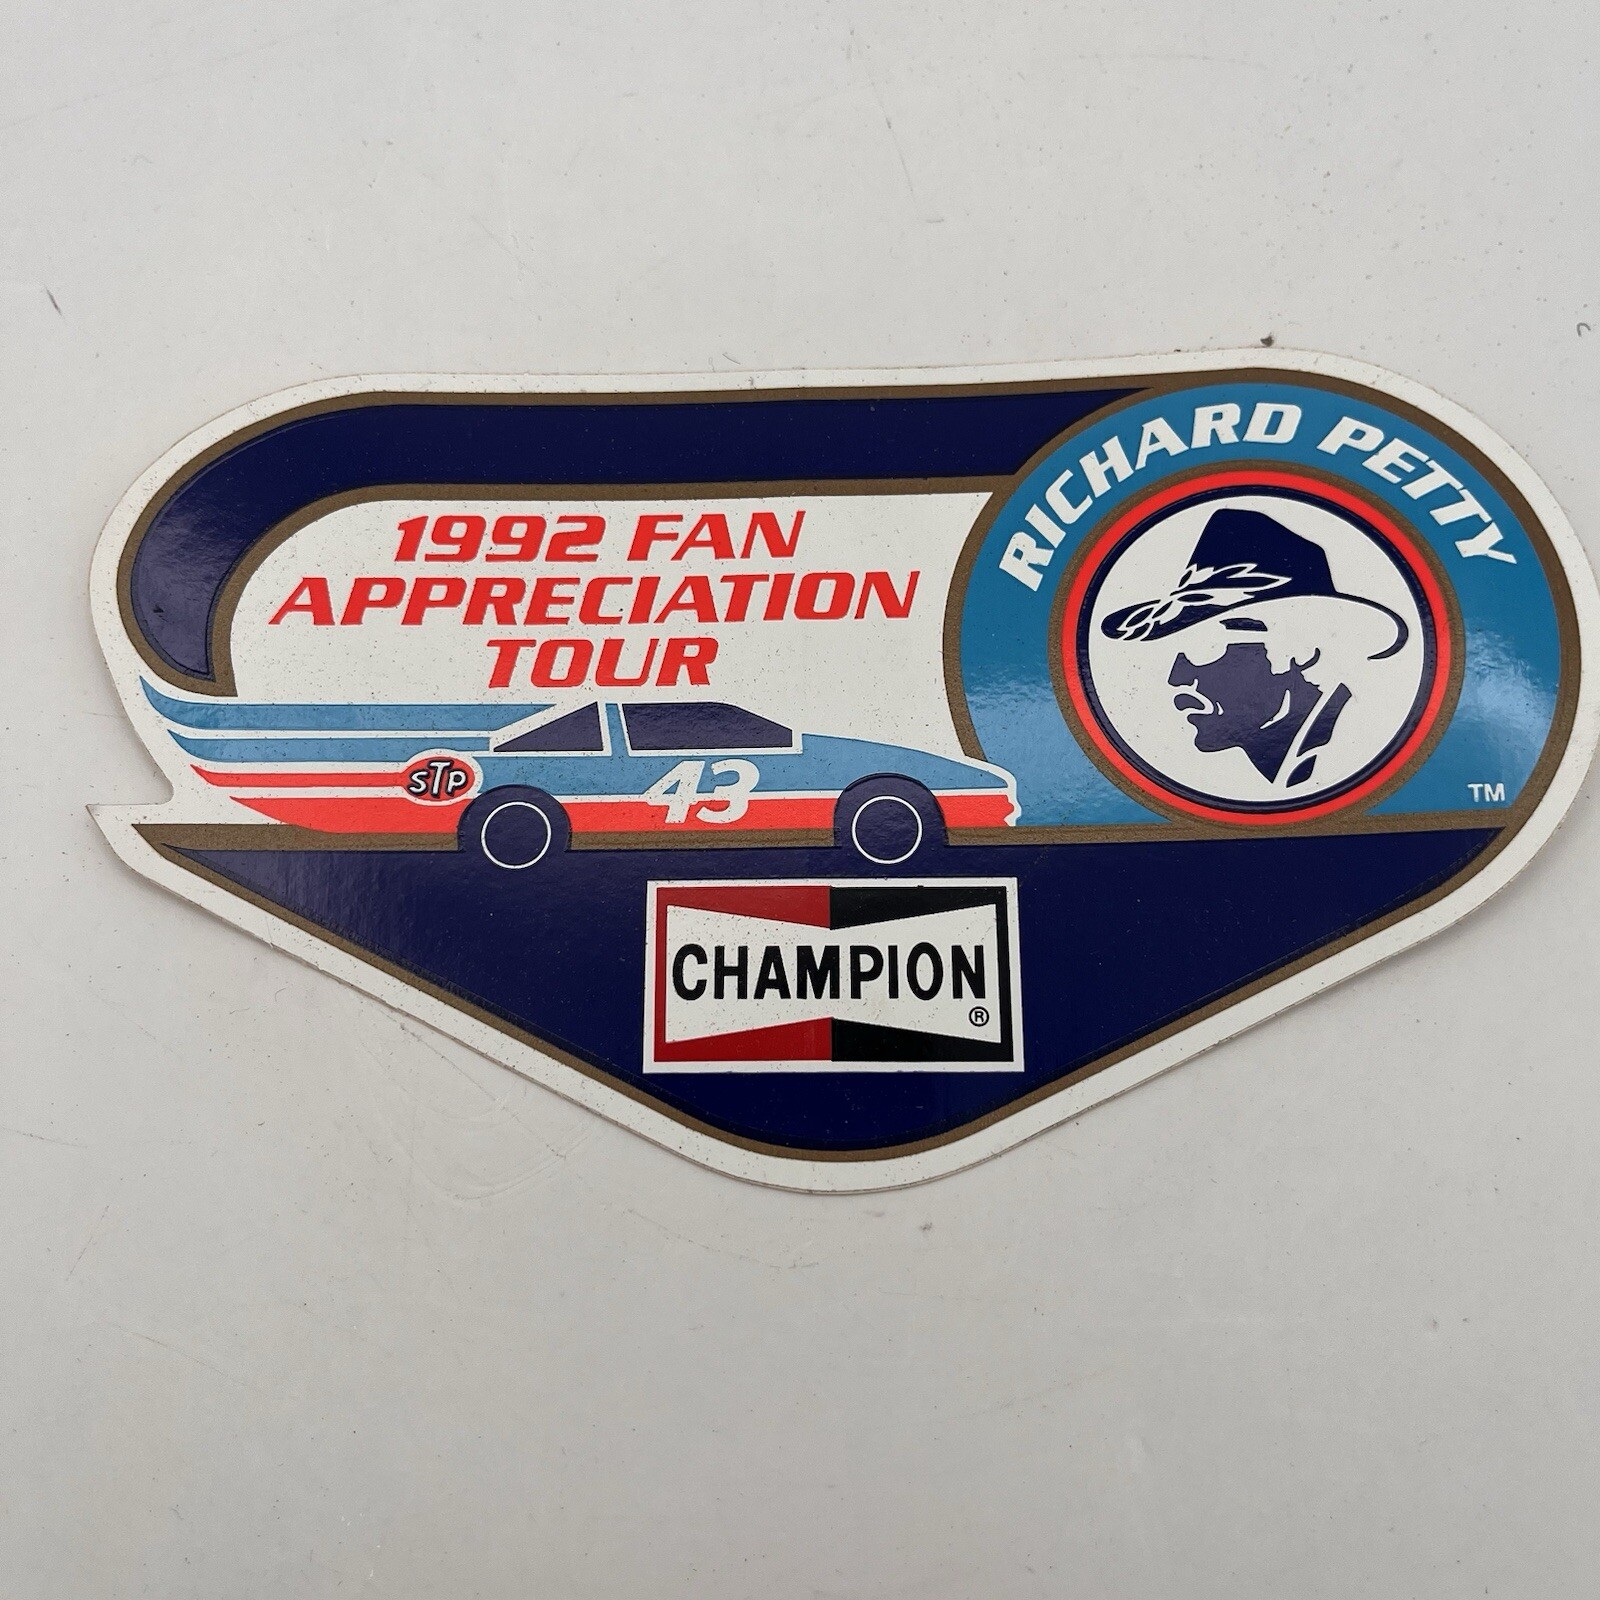 RICHARD PETTY
1992 FAN
APPRECIATION
TOUR
STP
43
TM
CHAMPION
®